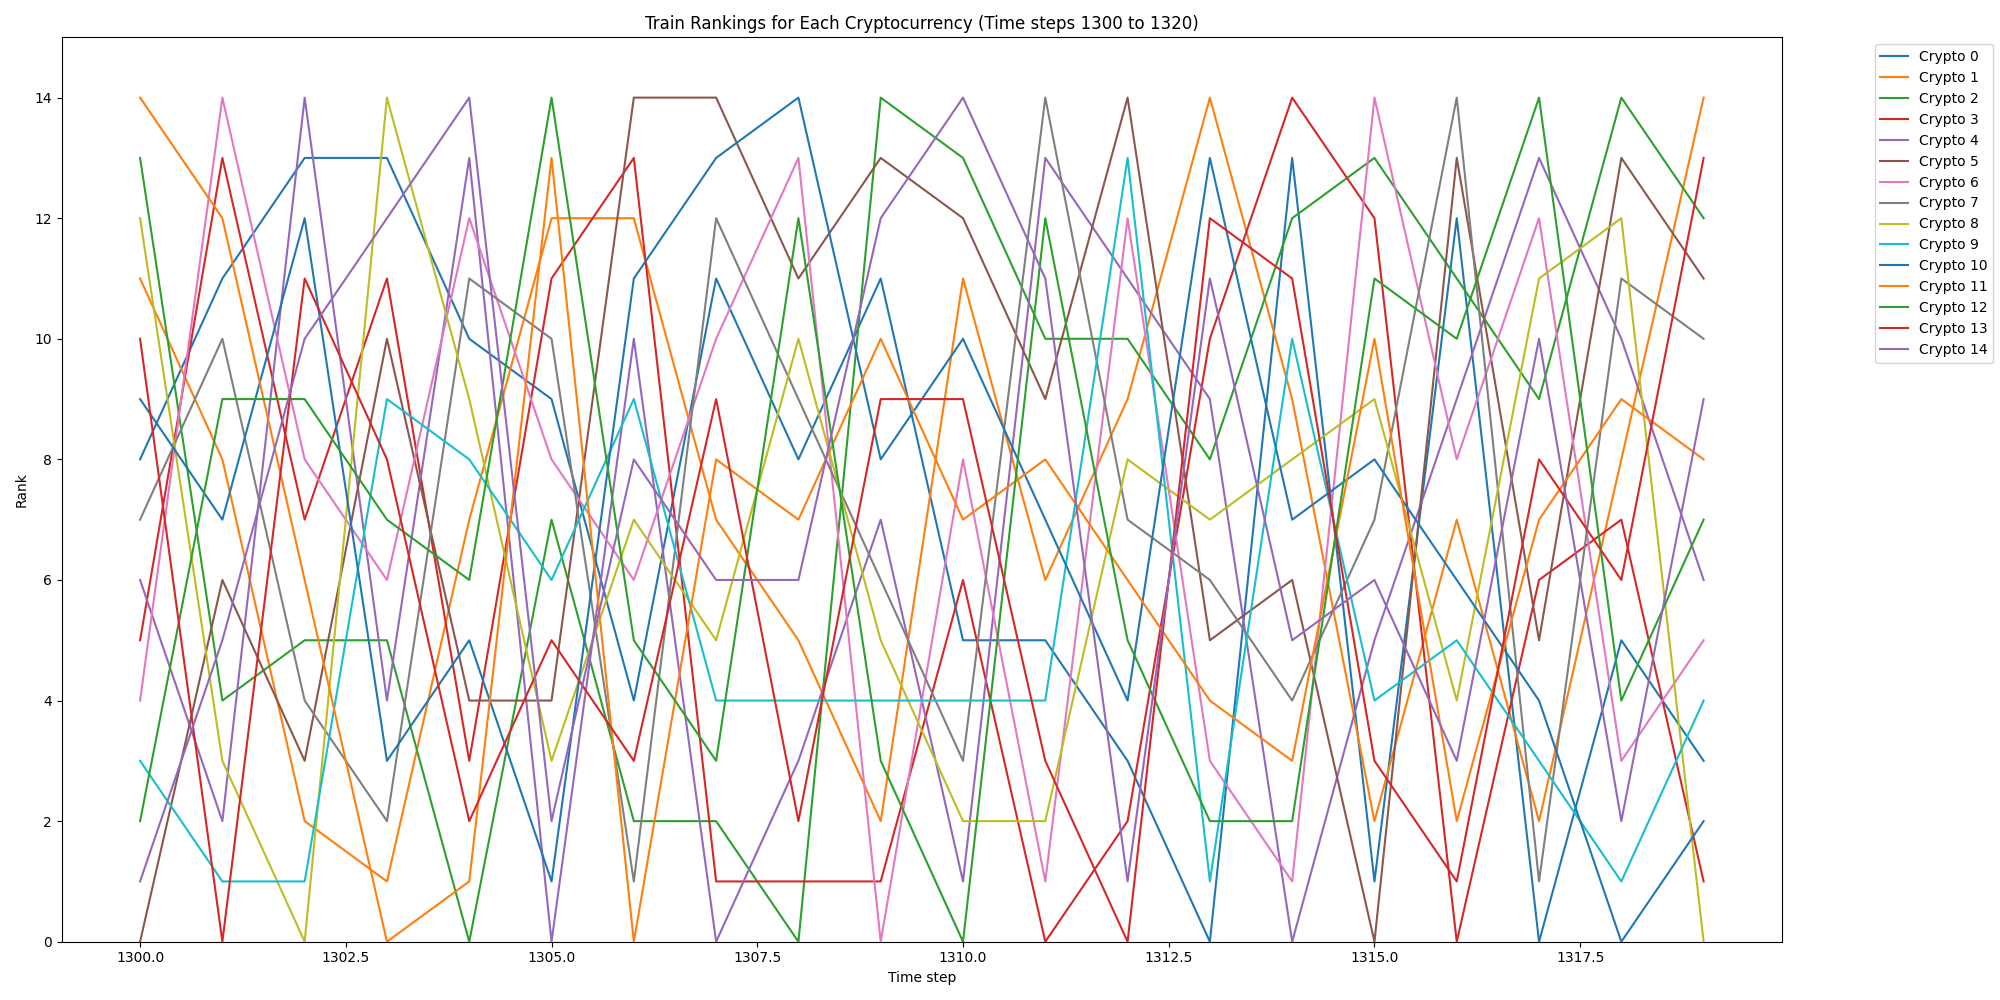 Train Rankings for Each Cryptocurrency (Time steps 1300 to 1320)
Rank
14
12
10
8
6
4
2
0
1300.0 1302.5 1305.0 1307.5 1310.0 1312.5 1315.0 1317.5
Time step
Crypto 0
Crypto 1
Crypto 2
Crypto 3
Crypto 4
Crypto 5
Crypto 6
Crypto 7
Crypto 8
Crypto 9
Crypto 10
Crypto 11
Crypto 12
Crypto 13
Crypto 14